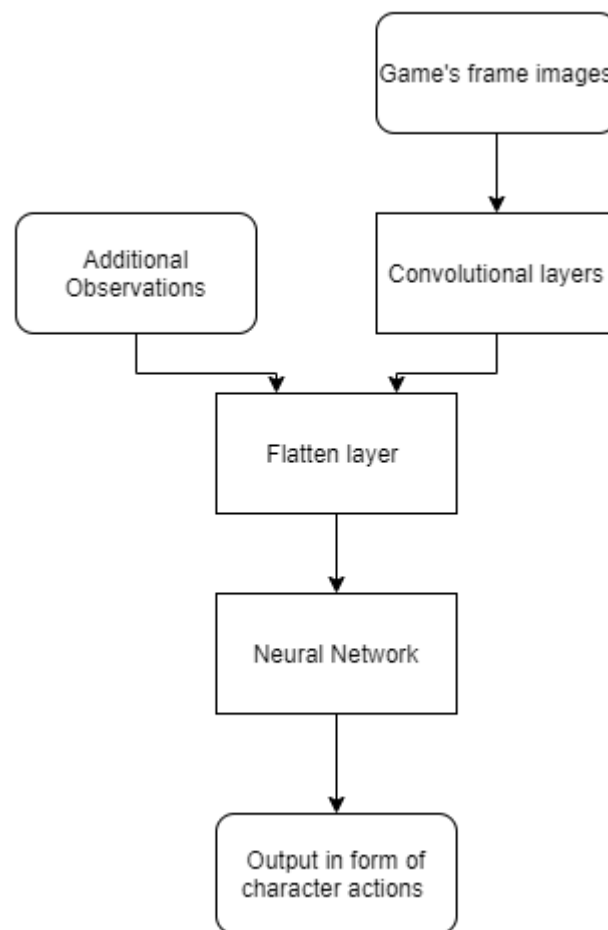 Game's frame images
Additional
Observations
Convolutional layers
Flatten layer
Neural Network
Output in form of
character actions